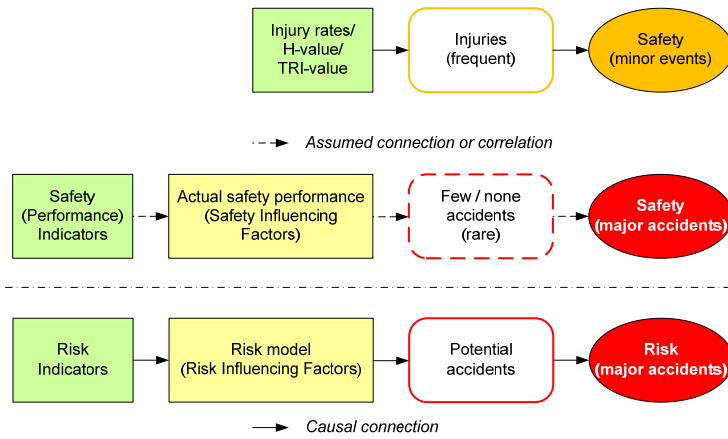 Injury rates/
H-value/
TRI-value
Injuries
(frequent)
Safety
(minor events)
Assumed connection or correlation
Safety
(Performance)
Indicators
Actual safety performance
(Safety Influencing
Factors)
Few / none
accidents
(rare)
Safety
(major accidents)
Risk
Indicators
Risk model
(Risk Influencing Factors)
Potential
accidents
Risk
(major accidents)
Causal connection